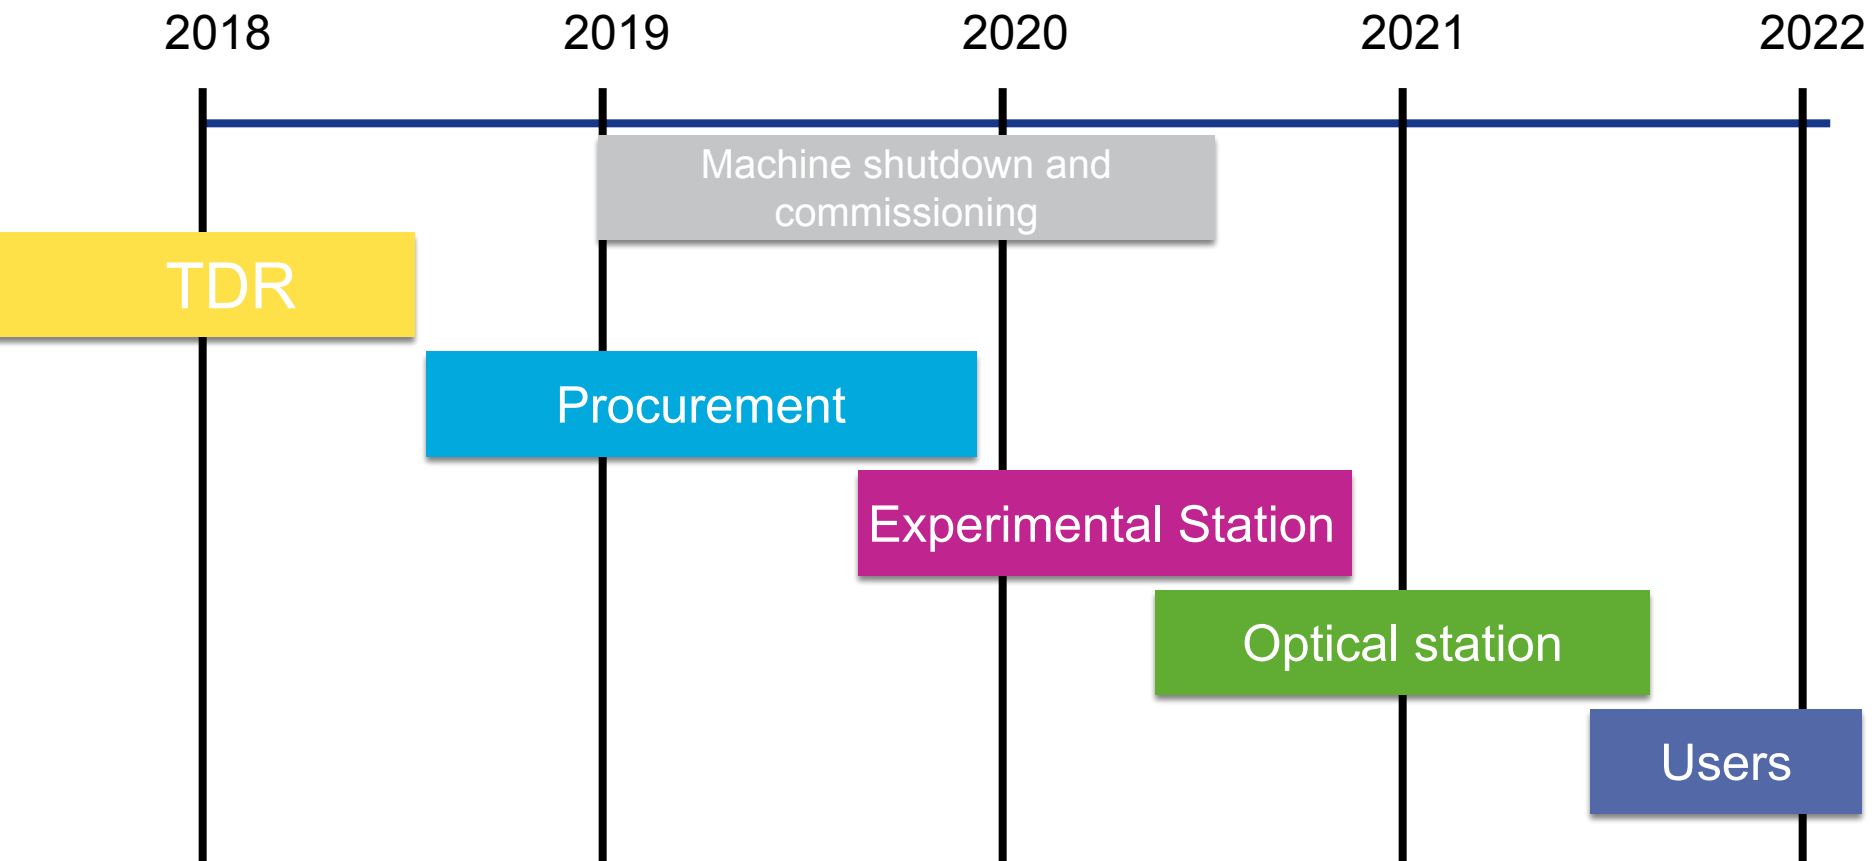 2018 2019 2020 2021 2022
Machine shutdown and
commissioning
TDR
Procurement
Experimental Station
Optical station
Users